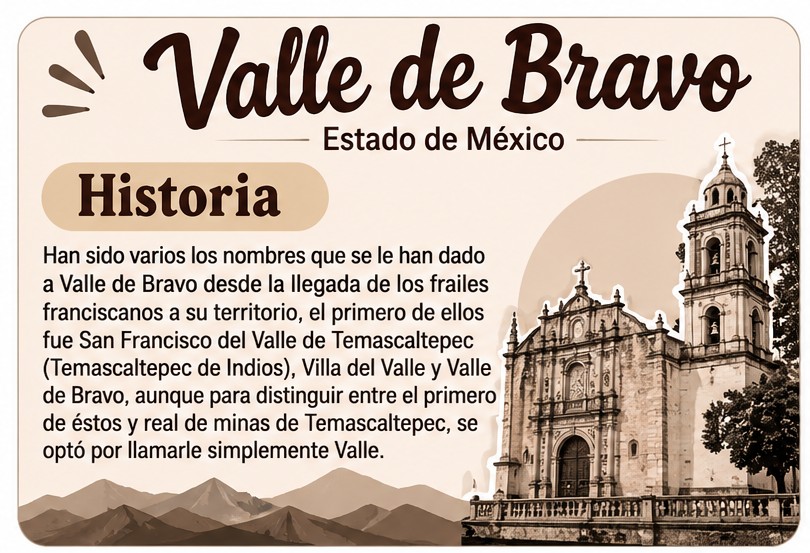 Valle de Bravo
Estado de México
Historia
Han sido varios los nombres que se le han dado
a Valle de Bravo desde la llegada de los frailes
franciscanos a su territorio, el primero de ellos
fue San Francisco del Valle de Temascaltepec
(Temascaltepec de Indios), Villa del Valle y Valle
de Bravo, aunque para distinguir entre el primero
de éstos y real de minas de Temascaltepec, se
optó por llamarle simplemente Valle.